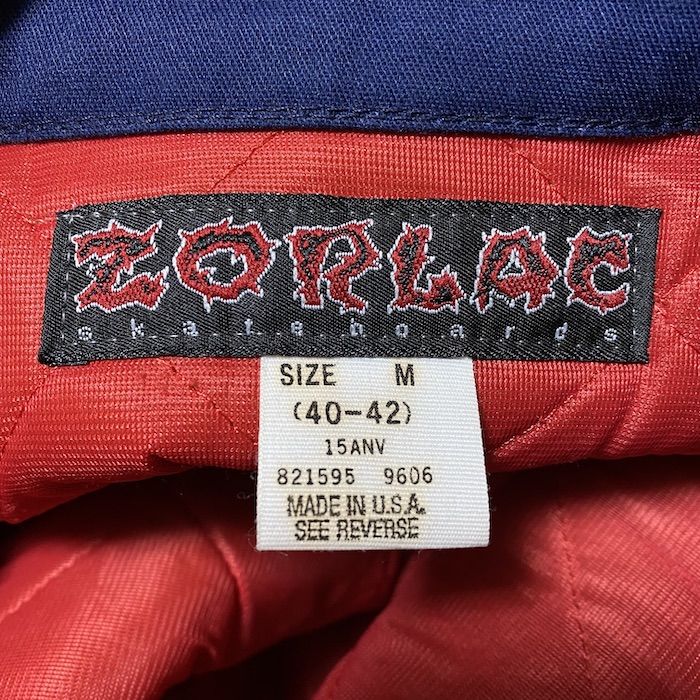 ZORLAC
skateboards
SIZE M
(40-42)
15ANV
821595 9606
MADE IN U.S.A.
SEE REVERSE